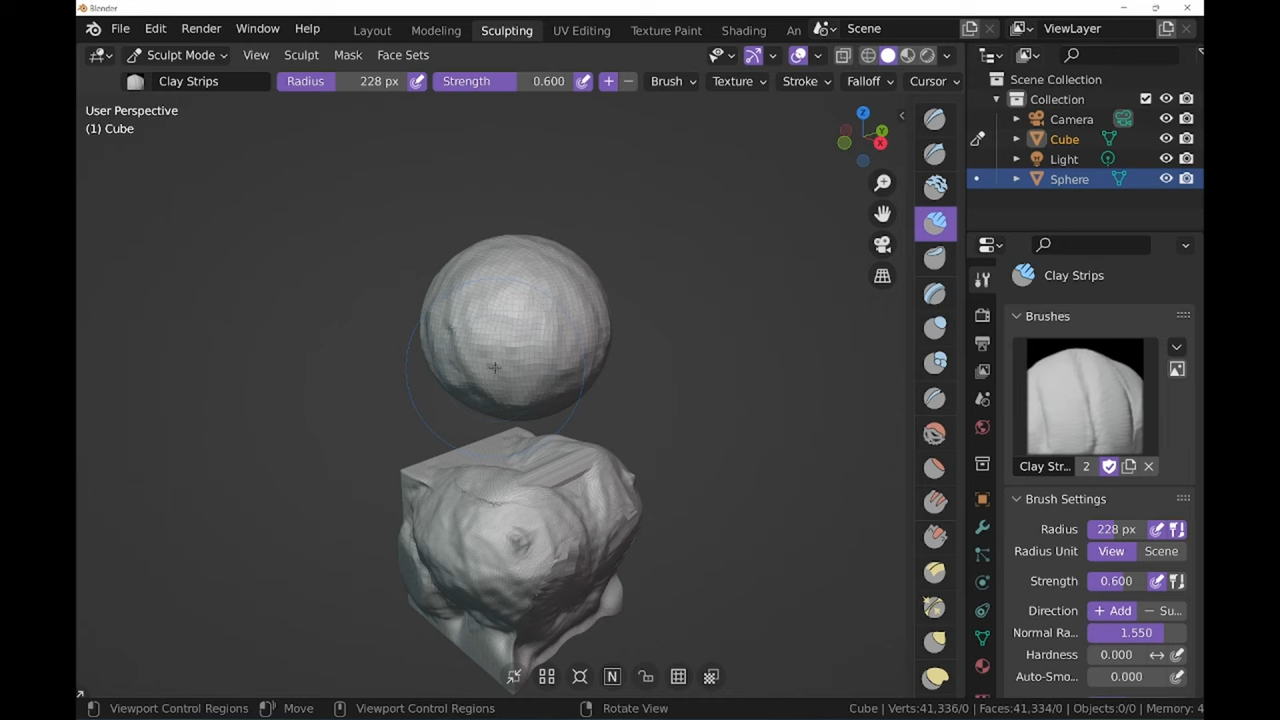 Blender
File Edit Render Window Help Layout Modeling Sculpting UV Editing Texture Paint Shading An Scene ViewLayer
Sculpt Mode View Sculpt Mask Face Sets
Clay Strips Radius 228 px Strength 0.600 Brush Texture Stroke Falloff Cursor
User Perspective
(1) Cube
Z
Y
X
Scene Collection
Collection
Camera
Cube
Light
Sphere
Clay Strips
Brushes
Clay Str... 2
Brush Settings
Radius 228 px
Radius Unit View Scene
Strength 0.600
Direction + Add - Su...
Normal Ra... 1.550
Hardness 0.000
Auto-Smo... 0.000
N
Viewport Control Regions Move Viewport Control Regions Rotate View Cube | Verts:41,336/0 | Faces:41,334/0 | Objects:0/0 | Memory: 4